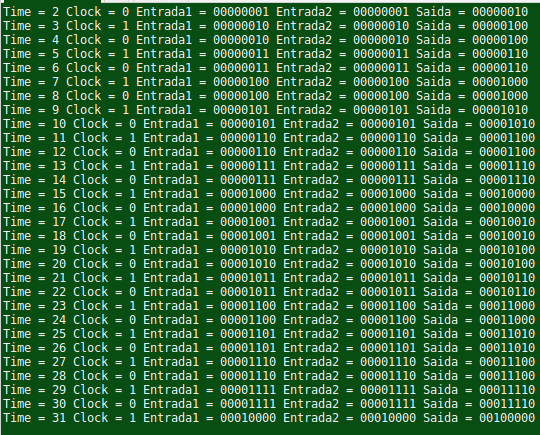 Time = 2 Clock = 0 Entrada1 = 00000001 Entrada2 = 00000001 Saida = 00000010
Time = 3 Clock = 1 Entrada1 = 00000010 Entrada2 = 00000010 Saida = 00000100
Time = 4 Clock = 0 Entrada1 = 00000010 Entrada2 = 00000010 Saida = 00000100
Time = 5 Clock = 1 Entrada1 = 00000011 Entrada2 = 00000011 Saida = 00000110
Time = 6 Clock = 0 Entrada1 = 00000011 Entrada2 = 00000011 Saida = 00000110
Time = 7 Clock = 1 Entrada1 = 00000100 Entrada2 = 00000100 Saida = 00001000
Time = 8 Clock = 0 Entrada1 = 00000100 Entrada2 = 00000100 Saida = 00001000
Time = 9 Clock = 1 Entrada1 = 00000101 Entrada2 = 00000101 Saida = 00001010
Time = 10 Clock = 0 Entrada1 = 00000101 Entrada2 = 00000101 Saida = 00001010
Time = 11 Clock = 1 Entrada1 = 00000110 Entrada2 = 00000110 Saida = 00001100
Time = 12 Clock = 0 Entrada1 = 00000110 Entrada2 = 00000110 Saida = 00001100
Time = 13 Clock = 1 Entrada1 = 00000111 Entrada2 = 00000111 Saida = 00001110
Time = 14 Clock = 0 Entrada1 = 00000111 Entrada2 = 00000111 Saida = 00001110
Time = 15 Clock = 1 Entrada1 = 00001000 Entrada2 = 00001000 Saida = 00010000
Time = 16 Clock = 0 Entrada1 = 00001000 Entrada2 = 00001000 Saida = 00010000
Time = 17 Clock = 1 Entrada1 = 00001001 Entrada2 = 00001001 Saida = 00010010
Time = 18 Clock = 0 Entrada1 = 00001001 Entrada2 = 00001001 Saida = 00010010
Time = 19 Clock = 1 Entrada1 = 00001010 Entrada2 = 00001010 Saida = 00010100
Time = 20 Clock = 0 Entrada1 = 00001010 Entrada2 = 00001010 Saida = 00010100
Time = 21 Clock = 1 Entrada1 = 00001011 Entrada2 = 00001011 Saida = 00010110
Time = 22 Clock = 0 Entrada1 = 00001011 Entrada2 = 00001011 Saida = 00010110
Time = 23 Clock = 1 Entrada1 = 00001100 Entrada2 = 00001100 Saida = 00011000
Time = 24 Clock = 0 Entrada1 = 00001100 Entrada2 = 00001100 Saida = 00011000
Time = 25 Clock = 1 Entrada1 = 00001101 Entrada2 = 00001101 Saida = 00011010
Time = 26 Clock = 0 Entrada1 = 00001101 Entrada2 = 00001101 Saida = 00011010
Time = 27 Clock = 1 Entrada1 = 00001110 Entrada2 = 00001110 Saida = 00011100
Time = 28 Clock = 0 Entrada1 = 00001110 Entrada2 = 00001110 Saida = 00011100
Time = 29 Clock = 1 Entrada1 = 00001111 Entrada2 = 00001111 Saida = 00011110
Time = 30 Clock = 0 Entrada1 = 00001111 Entrada2 = 00001111 Saida = 00011110
Time = 31 Clock = 1 Entrada1 = 00010000 Entrada2 = 00010000 Saida = 00100000